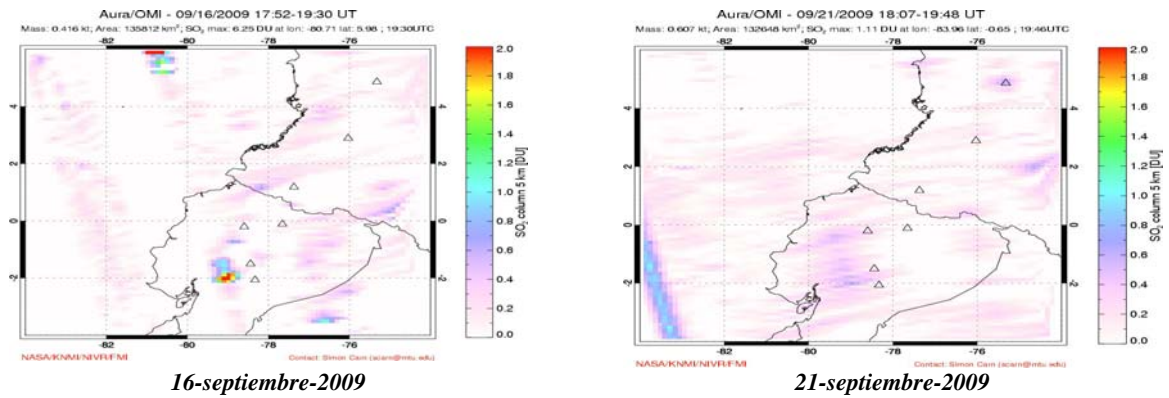 Aura/OMI - 09/16/2009 17:52-19:30 UT
Mass: 0.416 kt; Area: 135812 km²; SO₂ max: 6.25 DU at lon: -80.71 lat: 5.98 ; 19:30UTC
-82 -80 -78 -76
4
2
0
-2
-82 -80 -78 -76
2.0
1.8
1.6
1.4
1.2
1.0
0.8
0.6
0.4
0.2
0.0
SO₂ column 5 km [DU]
NASA/KNMI/NIVR/FMI
Contact: Simon Carn (scarn@mtu.edu)
16-septiembre-2009
Aura/OMI - 09/21/2009 18:07-19:48 UT
Mass: 0.607 kt; Area: 132648 km²; SO₂ max: 1.11 DU at lon: -83.96 lat: -0.65 ; 19:46UTC
-82 -80 -78 -76
4
2
0
-2
-82 -80 -78 -76
2.0
1.8
1.6
1.4
1.2
1.0
0.8
0.6
0.4
0.2
0.0
SO₂ column 5 km [DU]
NASA/KNMI/NIVR/FMI
Contact: Simon Carn (scarn@mtu.edu)
21-septiembre-2009